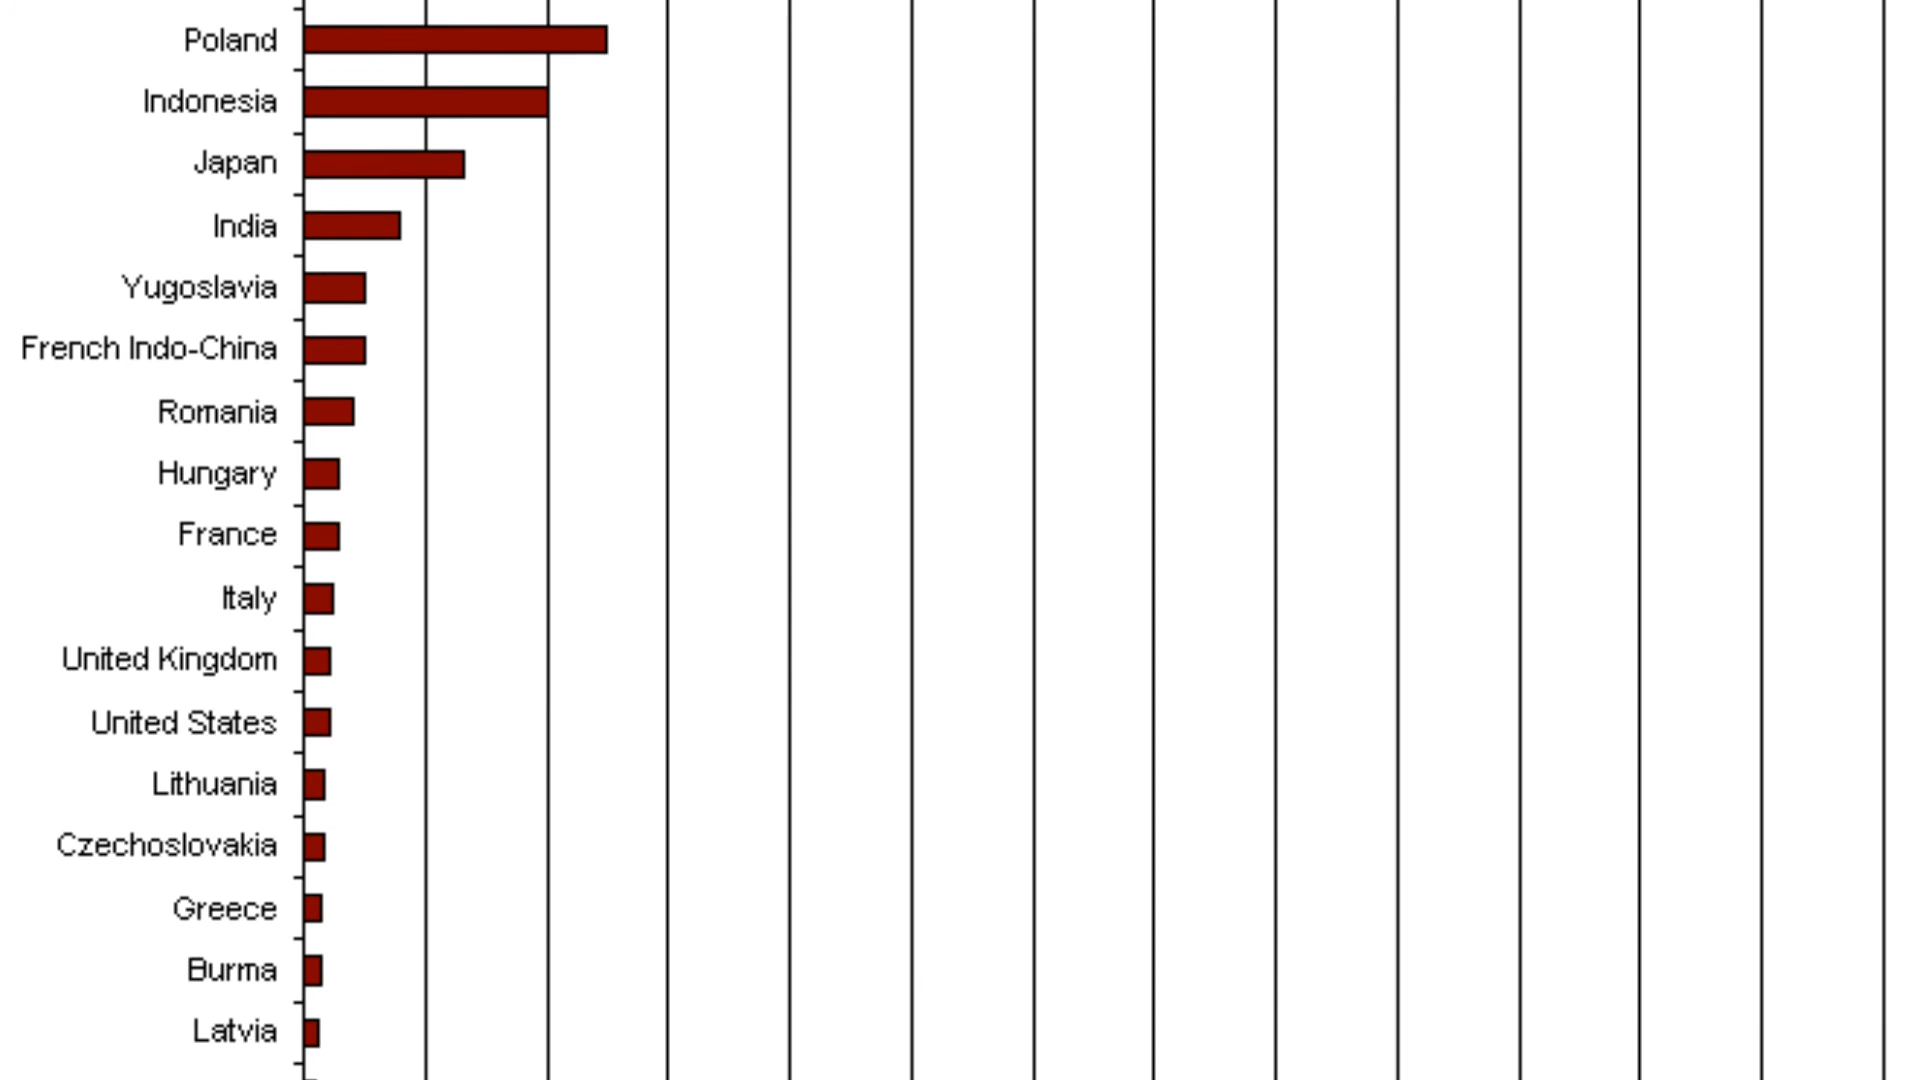 Poland
Indonesia
Japan
India
Yugoslavia
French Indo-China
Romania
Hungary
France
Italy
United Kingdom
United States
Lithuania
Czechoslovakia
Greece
Burma
Latvia